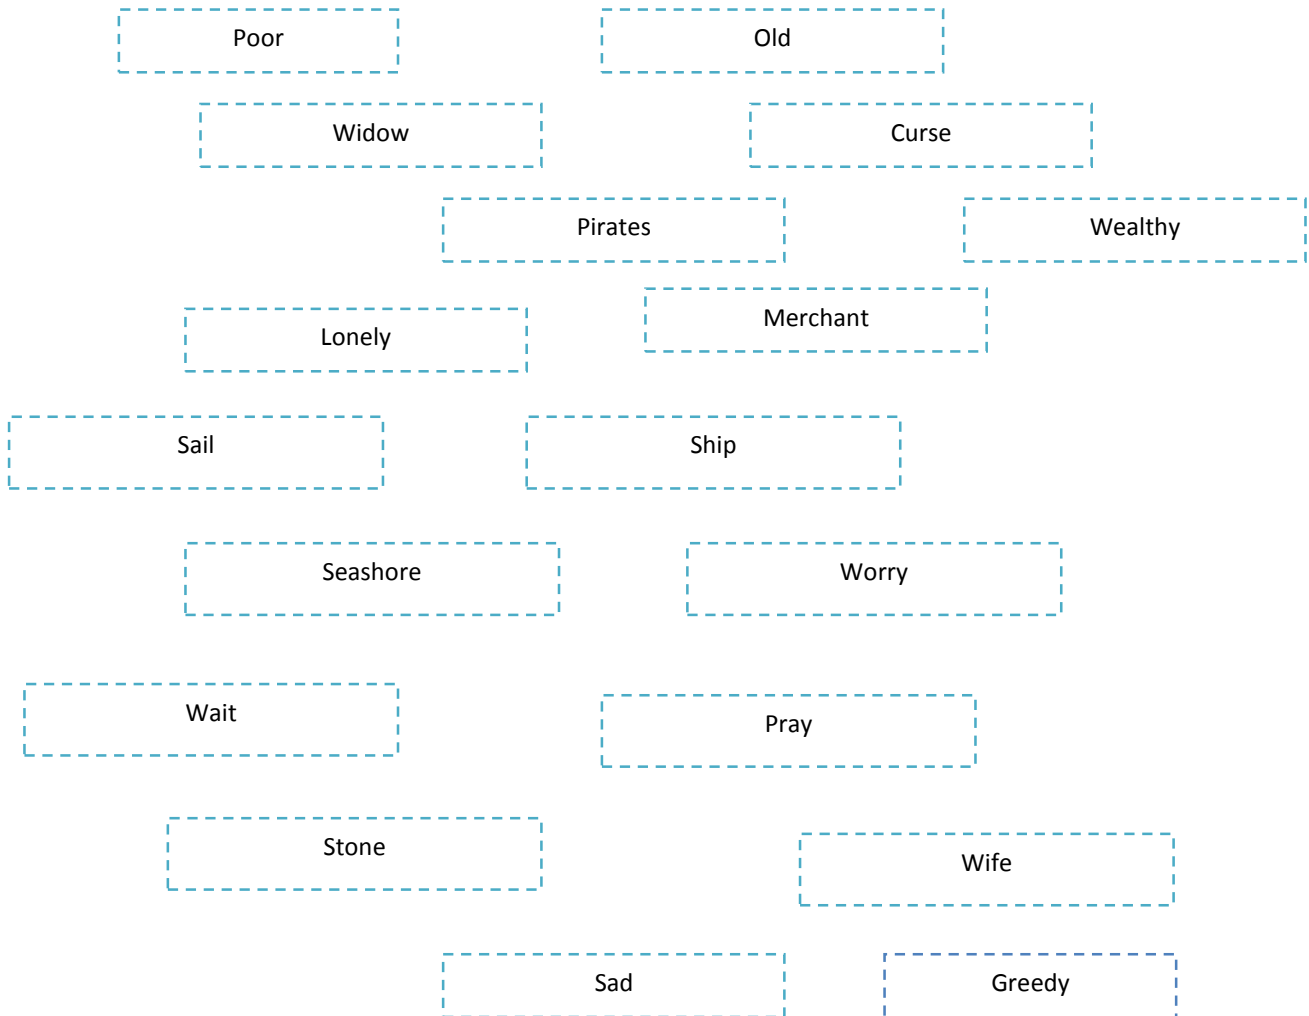 Poor
Old
Widow
Curse
Pirates
Wealthy
Merchant
Lonely
Sail
Ship
Seashore
Worry
Wait
Pray
Stone
Wife
Sad
Greedy